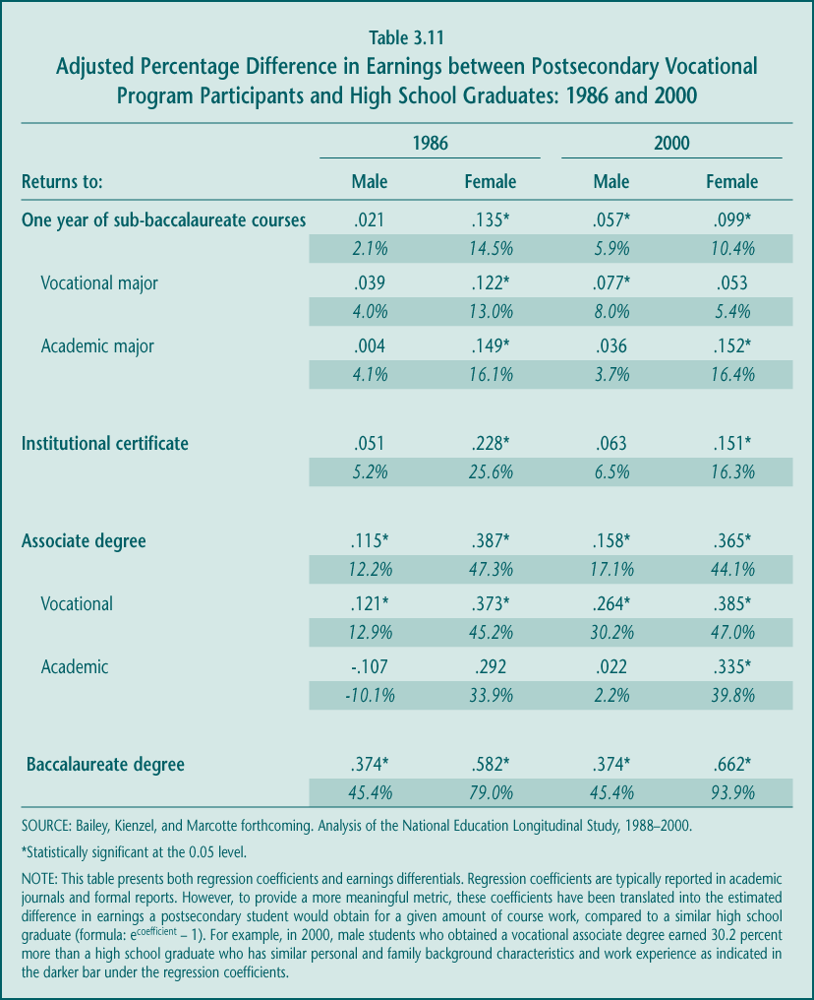 Table 3.11
Adjusted Percentage Difference in Earnings between Postsecondary Vocational
Program Participants and High School Graduates: 1986 and 2000
1986 2000
Returns to: Male Female Male Female
One year of sub-baccalaureate courses .021 .135* .057* .099*
2.1% 14.5% 5.9% 10.4%
Vocational major .039 .122* .077* .053
4.0% 13.0% 8.0% 5.4%
Academic major .004 .149* .036 .152*
4.1% 16.1% 3.7% 16.4%
Institutional certificate .051 .228* .063 .151*
5.2% 25.6% 6.5% 16.3%
Associate degree .115* .387* .158* .365*
12.2% 47.3% 17.1% 44.1%
Vocational .121* .373* .264* .385*
12.9% 45.2% 30.2% 47.0%
Academic -.107 .292 .022 .335*
-10.1% 33.9% 2.2% 39.8%
Baccalaureate degree .374* .582* .374* .662*
45.4% 79.0% 45.4% 93.9%
SOURCE: Bailey, Kienzel, and Marcotte forthcoming. Analysis of the National Education Longitudinal Study, 1988–2000.
*Statistically significant at the 0.05 level.
NOTE: This table presents both regression coefficients and earnings differentials. Regression coefficients are typically reported in academic
journals and formal reports. However, to provide a more meaningful metric, these coefficients have been translated into the estimated
difference in earnings a postsecondary student would obtain for a given amount of course work, compared to a similar high school
graduate (formula: e^coefficient – 1). For example, in 2000, male students who obtained a vocational associate degree earned 30.2 percent
more than a high school graduate who has similar personal and family background characteristics and work experience as indicated in
the darker bar under the regression coefficients.